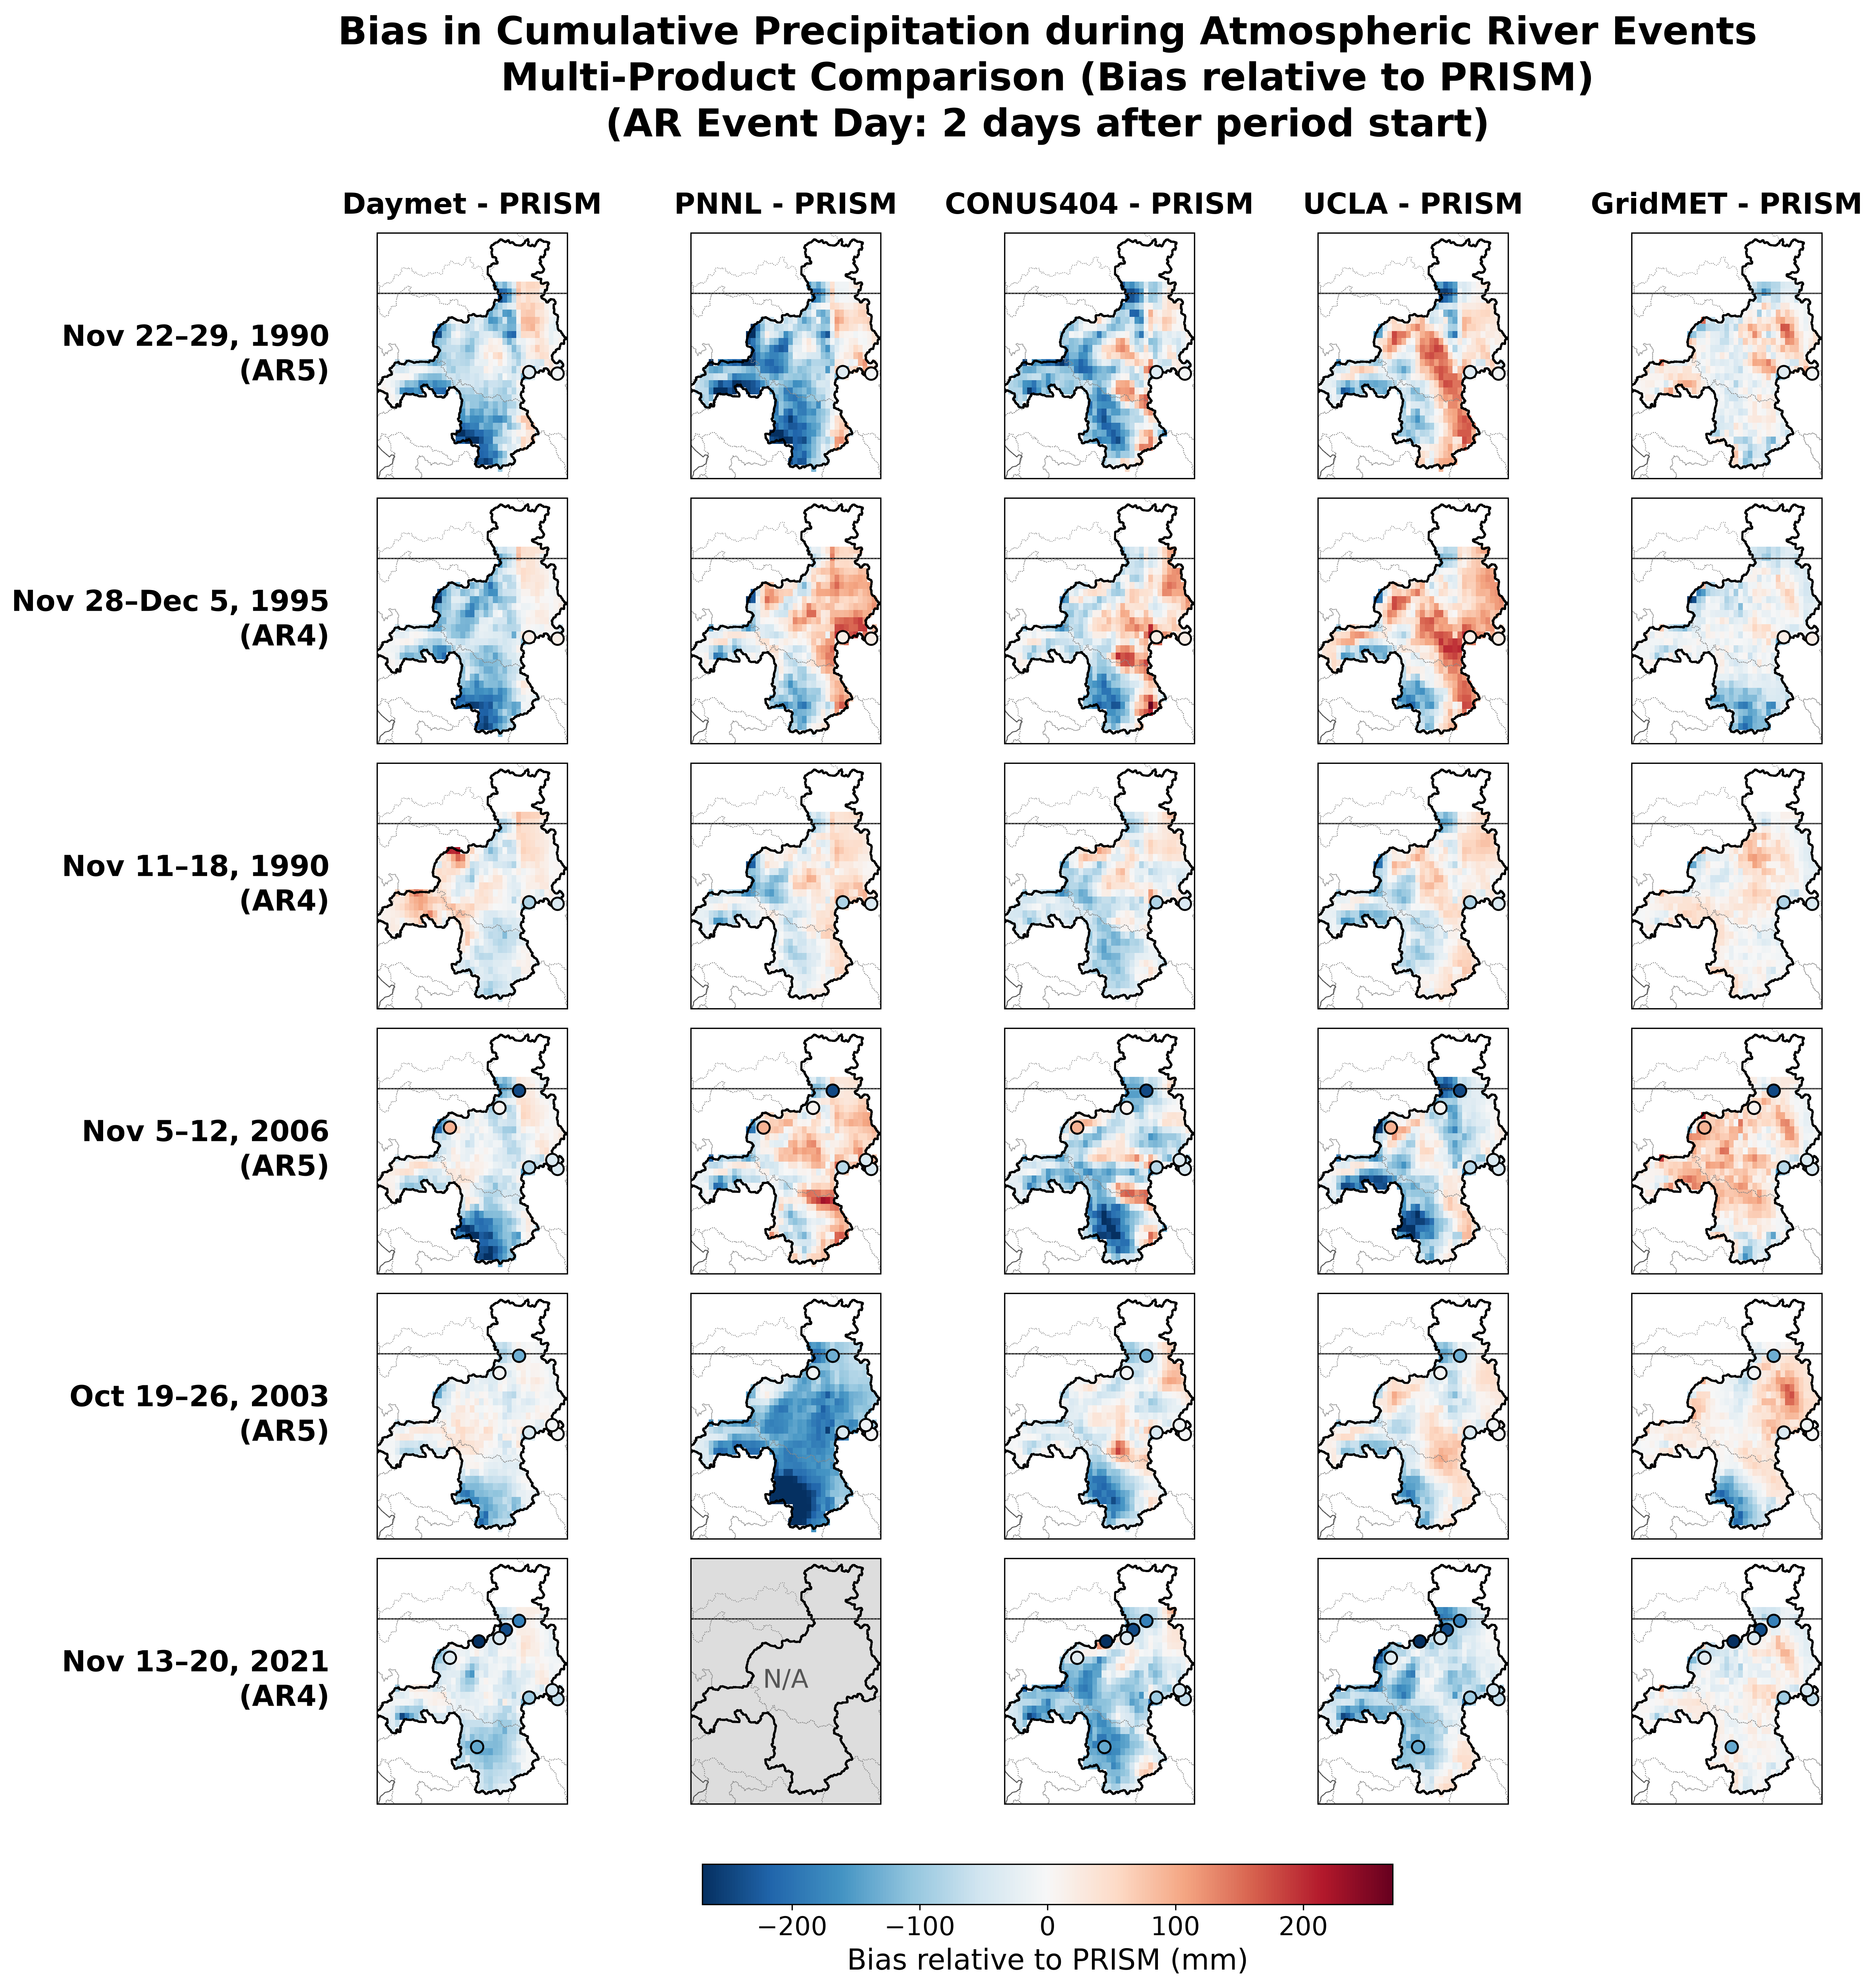 Bias in Cumulative Precipitation during Atmospheric River Events
Multi-Product Comparison (Bias relative to PRISM)
(AR Event Day: 2 days after period start)
Daymet - PRISM
PNNL - PRISM
CONUS404 - PRISM
UCLA - PRISM
GridMET - PRISM
Nov 22–29, 1990
(AR5)
Nov 28–Dec 5, 1995
(AR4)
Nov 11–18, 1990
(AR4)
Nov 5–12, 2006
(AR5)
Oct 19–26, 2003
(AR5)
Nov 13–20, 2021
(AR4)
N/A
−200
−100
0
100
200
Bias relative to PRISM (mm)